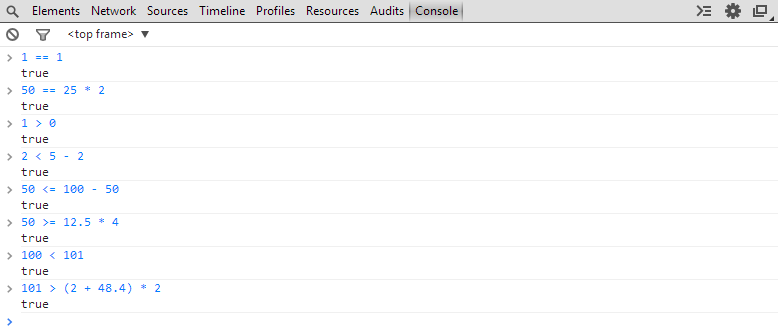 Elements Network Sources Timeline Profiles Resources Audits Console
<top frame> ▼
> 1 == 1
true
> 50 == 25 * 2
true
> 1 > 0
true
> 2 < 5 - 2
true
> 50 <= 100 - 50
true
> 50 >= 12.5 * 4
true
> 100 < 101
true
> 101 > (2 + 48.4) * 2
true
>